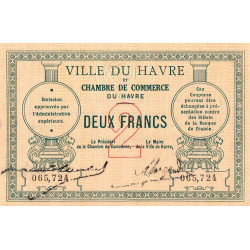 VILLE DU HAVRE
ET
CHAMBRE DE COMMERCE
DU HAVRE
Emission
approuvée par
l'Administration
supérieure.
Ces
Coupures
peuvent être
échangées à pré-
sentation contre
des Billets
de la Banque
de France.
DEUX FRANCS
2
Le Président
de la Chambre de Commerce,
Le Maire
de la Ville du Havre,
065,724
065,724